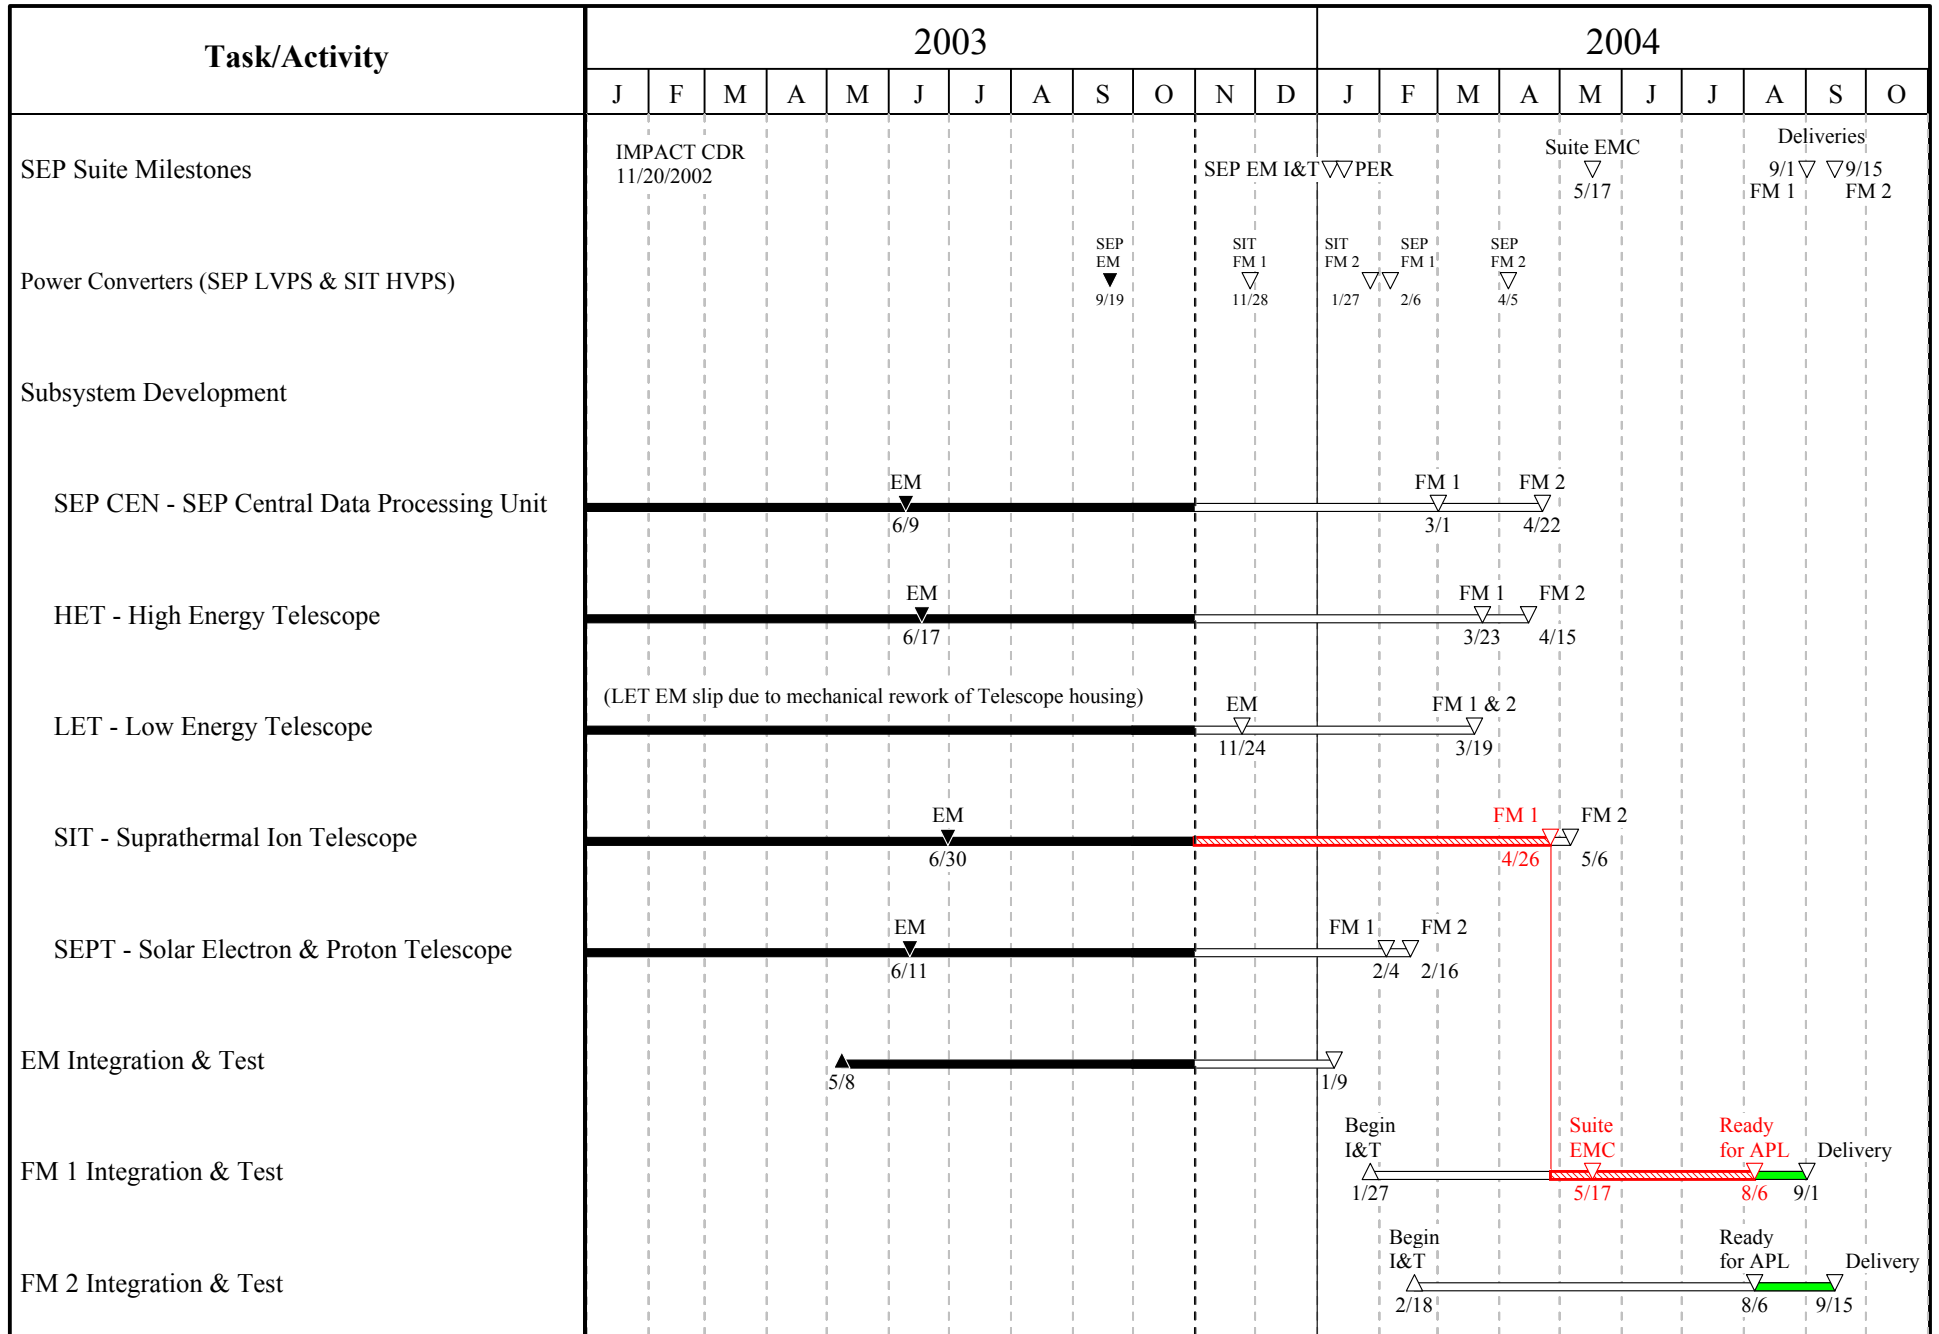 Task/Activity
2003
2004
J F M A M J J A S O N D J F M A M J J A S O
SEP Suite Milestones
IMPACT CDR
11/20/2002
SEP EM I&T
PER
Suite EMC
5/17
Deliveries
9/1
FM 1
9/15
FM 2
Power Converters (SEP LVPS & SIT HVPS)
SEP
EM
9/19
SIT
FM 1
11/28
SIT
FM 2
1/27
SEP
FM 1
2/6
SEP
FM 2
4/5
Subsystem Development
SEP CEN - SEP Central Data Processing Unit
EM
6/9
FM 1
3/1
FM 2
4/22
HET - High Energy Telescope
EM
6/17
FM 1
3/23
FM 2
4/15
(LET EM slip due to mechanical rework of Telescope housing)
LET - Low Energy Telescope
EM
11/24
FM 1 & 2
3/19
SIT - Suprathermal Ion Telescope
EM
6/30
FM 1
4/26
FM 2
5/6
SEPT - Solar Electron & Proton Telescope
EM
6/11
FM 1
2/4
FM 2
2/16
EM Integration & Test
5/8
1/9
FM 1 Integration & Test
Begin
I&T
1/27
Suite
EMC
5/17
Ready
for APL
8/6
Delivery
9/1
FM 2 Integration & Test
Begin
I&T
2/18
Ready
for APL
8/6
Delivery
9/15